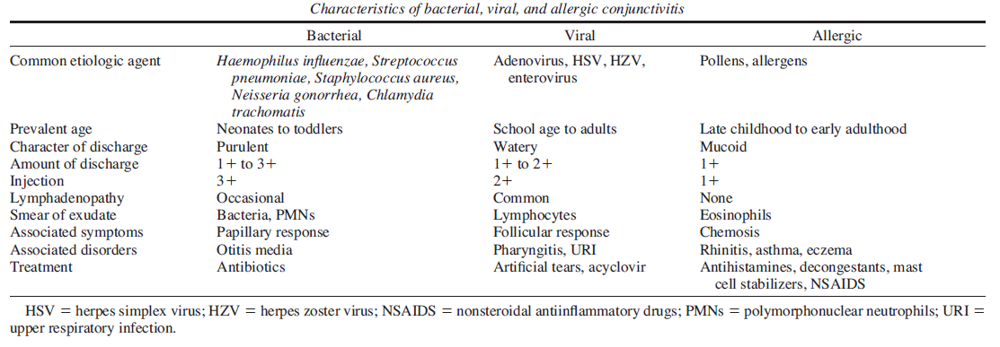 Characteristics of bacterial, viral, and allergic conjunctivitis
Bacterial Viral Allergic
Common etiologic agent Haemophilus influenzae, Streptococcus Adenovirus, HSV, HZV, Pollens, allergens
pneumoniae, Staphylococcus aureus, enterovirus
Neisseria gonorrhea, Chlamydia
trachomatis
Prevalent age Neonates to toddlers School age to adults Late childhood to early adulthood
Character of discharge Purulent Watery Mucoid
Amount of discharge 1+ to 3+ 1+ to 2+ 1+
Injection 3+ 2+ 1+
Lymphadenopathy Occasional Common None
Smear of exudate Bacteria, PMNs Lymphocytes Eosinophils
Associated symptoms Papillary response Follicular response Chemosis
Associated disorders Otitis media Pharyngitis, URI Rhinitis, asthma, eczema
Treatment Antibiotics Artificial tears, acyclovir Antihistamines, decongestants, mast
cell stabilizers, NSAIDS
HSV = herpes simplex virus; HZV = herpes zoster virus; NSAIDS = nonsteroidal antiinflammatory drugs; PMNs = polymorphonuclear neutrophils; URI =
upper respiratory infection.